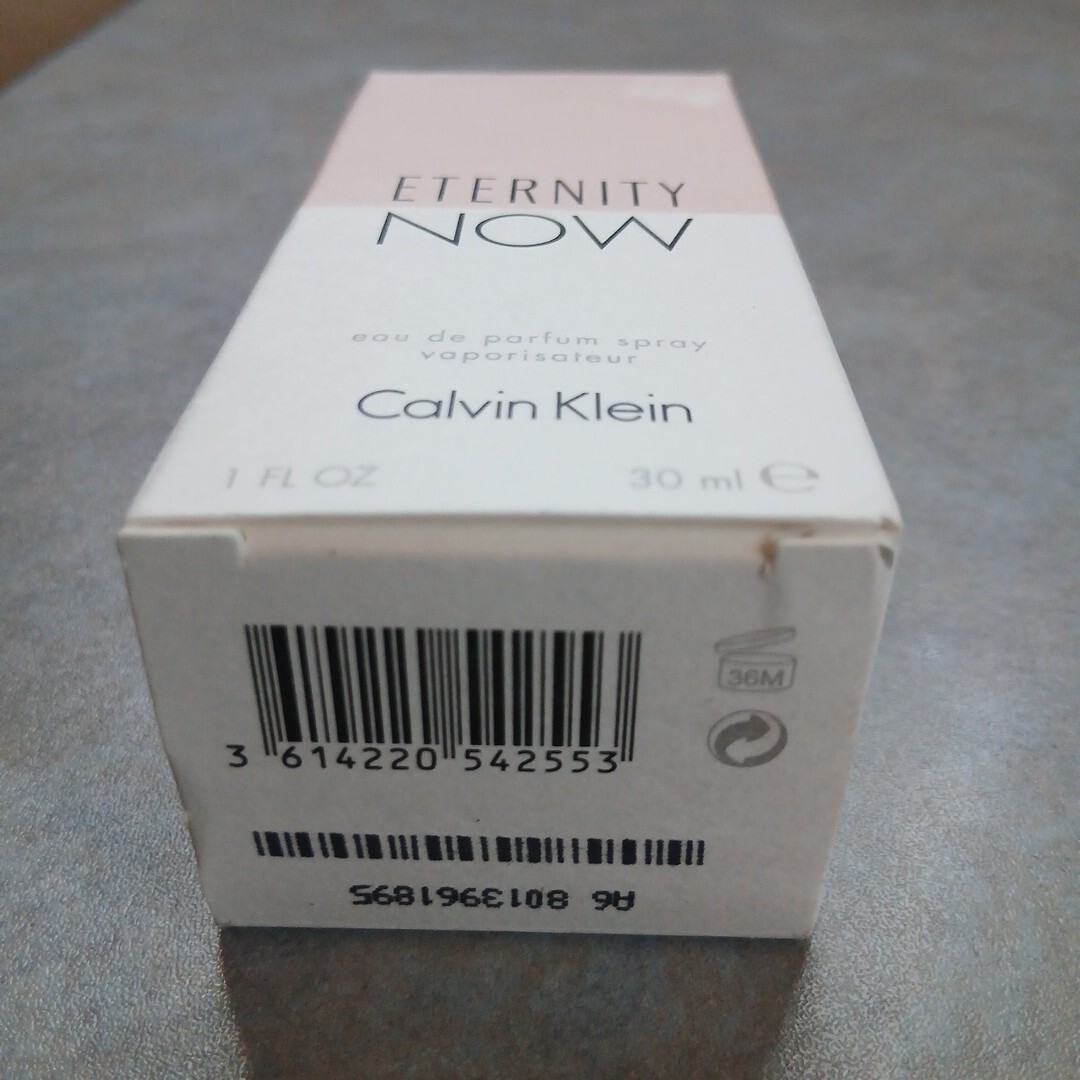 ETERNITY
NOW
eau de parfum spray
vaporisateur
Calvin Klein
1 FL OZ 30 ml ℮
36M
3 614220 542553
A6 8013961895